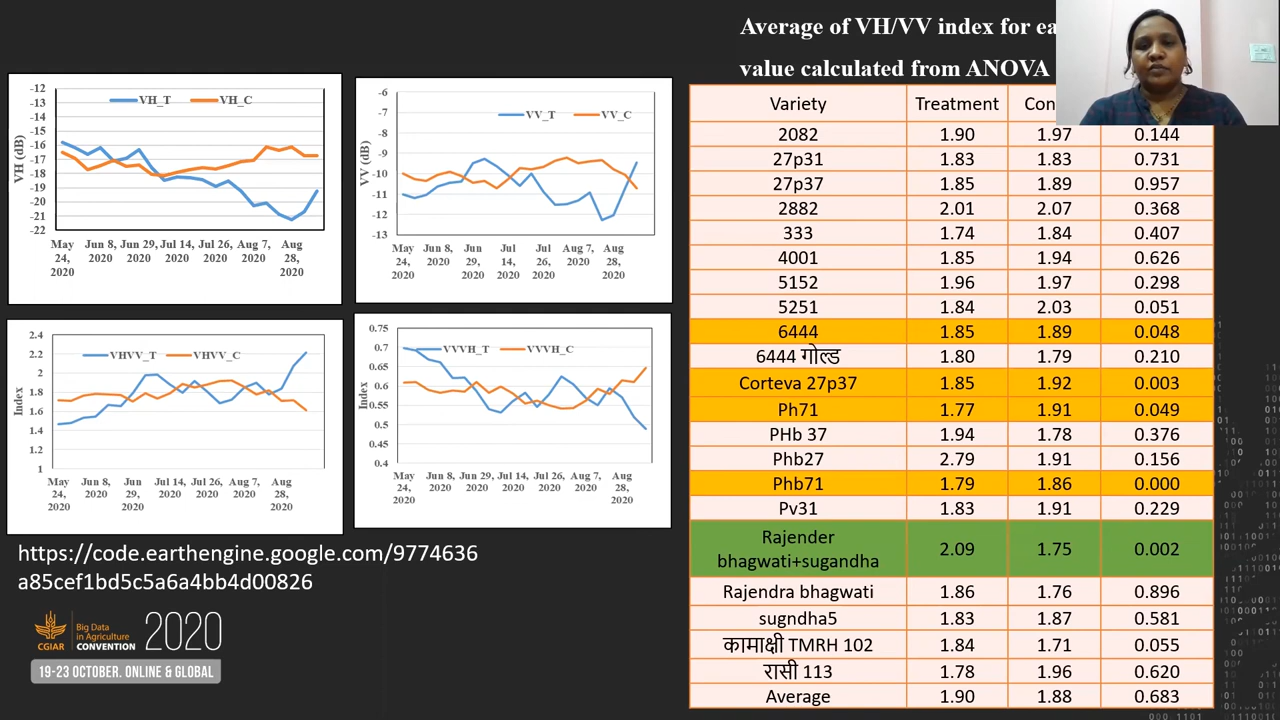 Average of VH/VV index for
value calculated from ANOVA
-12
-13
-14
-15
-16
-17
-18
-19
-20
-21
-22
VH (dB)
VH_T
VH_C
May 24, 2020
Jun 8, 2020
Jun 29, 2020
Jul 14, 2020
Jul 26, 2020
Aug 7, 2020
Aug 28, 2020
-6
-7
-8
-9
-10
-11
-12
-13
VV (dB)
VV_T
VV_C
May 24, 2020
Jun 8, 2020
Jun 29, 2020
Jul 14, 2020
Jul 26, 2020
Aug 7, 2020
Aug 28, 2020
2.4
2.2
2
1.8
1.6
1.4
1.2
1
Index
VHVV_T
VHVV_C
May 24, 2020
Jun 8, 2020
Jun 29, 2020
Jul 14, 2020
Jul 26, 2020
Aug 7, 2020
Aug 28, 2020
0.75
0.7
0.65
0.6
0.55
0.5
0.45
0.4
Index
VVVH_T
VVVH_C
May 24, 2020
Jun 8, 2020
Jun 29, 2020
Jul 14, 2020
Jul 26, 2020
Aug 7, 2020
Aug 28, 2020
https://code.earthengine.google.com/9774636
a85cef1bd5c5a6a4bb4d00826
CGIAR
Big Data
in Agriculture
CONVENTION
2020
19-23 OCTOBER. ONLINE & GLOBAL
Variety Treatment
2082 1.90 1.97 0.144
27p31 1.83 1.83 0.731
27p37 1.85 1.89 0.957
2882 2.01 2.07 0.368
333 1.74 1.84 0.407
4001 1.85 1.94 0.626
5152 1.96 1.97 0.298
5251 1.84 2.03 0.051
6444 1.85 1.89 0.048
6444 गोल्ड 1.80 1.79 0.210
Corteva 27p37 1.85 1.92 0.003
Ph71 1.77 1.91 0.049
PHb 37 1.94 1.78 0.376
Phb27 2.79 1.91 0.156
Phb71 1.79 1.86 0.000
Pv31 1.83 1.91 0.229
Rajender
bhagwati+sugandha 2.09 1.75 0.002
Rajendra bhagwati 1.86 1.76 0.896
sugndha5 1.83 1.87 0.581
कामाक्षी TMRH 102 1.84 1.71 0.055
रासी 113 1.78 1.96 0.620
Average 1.90 1.88 0.683